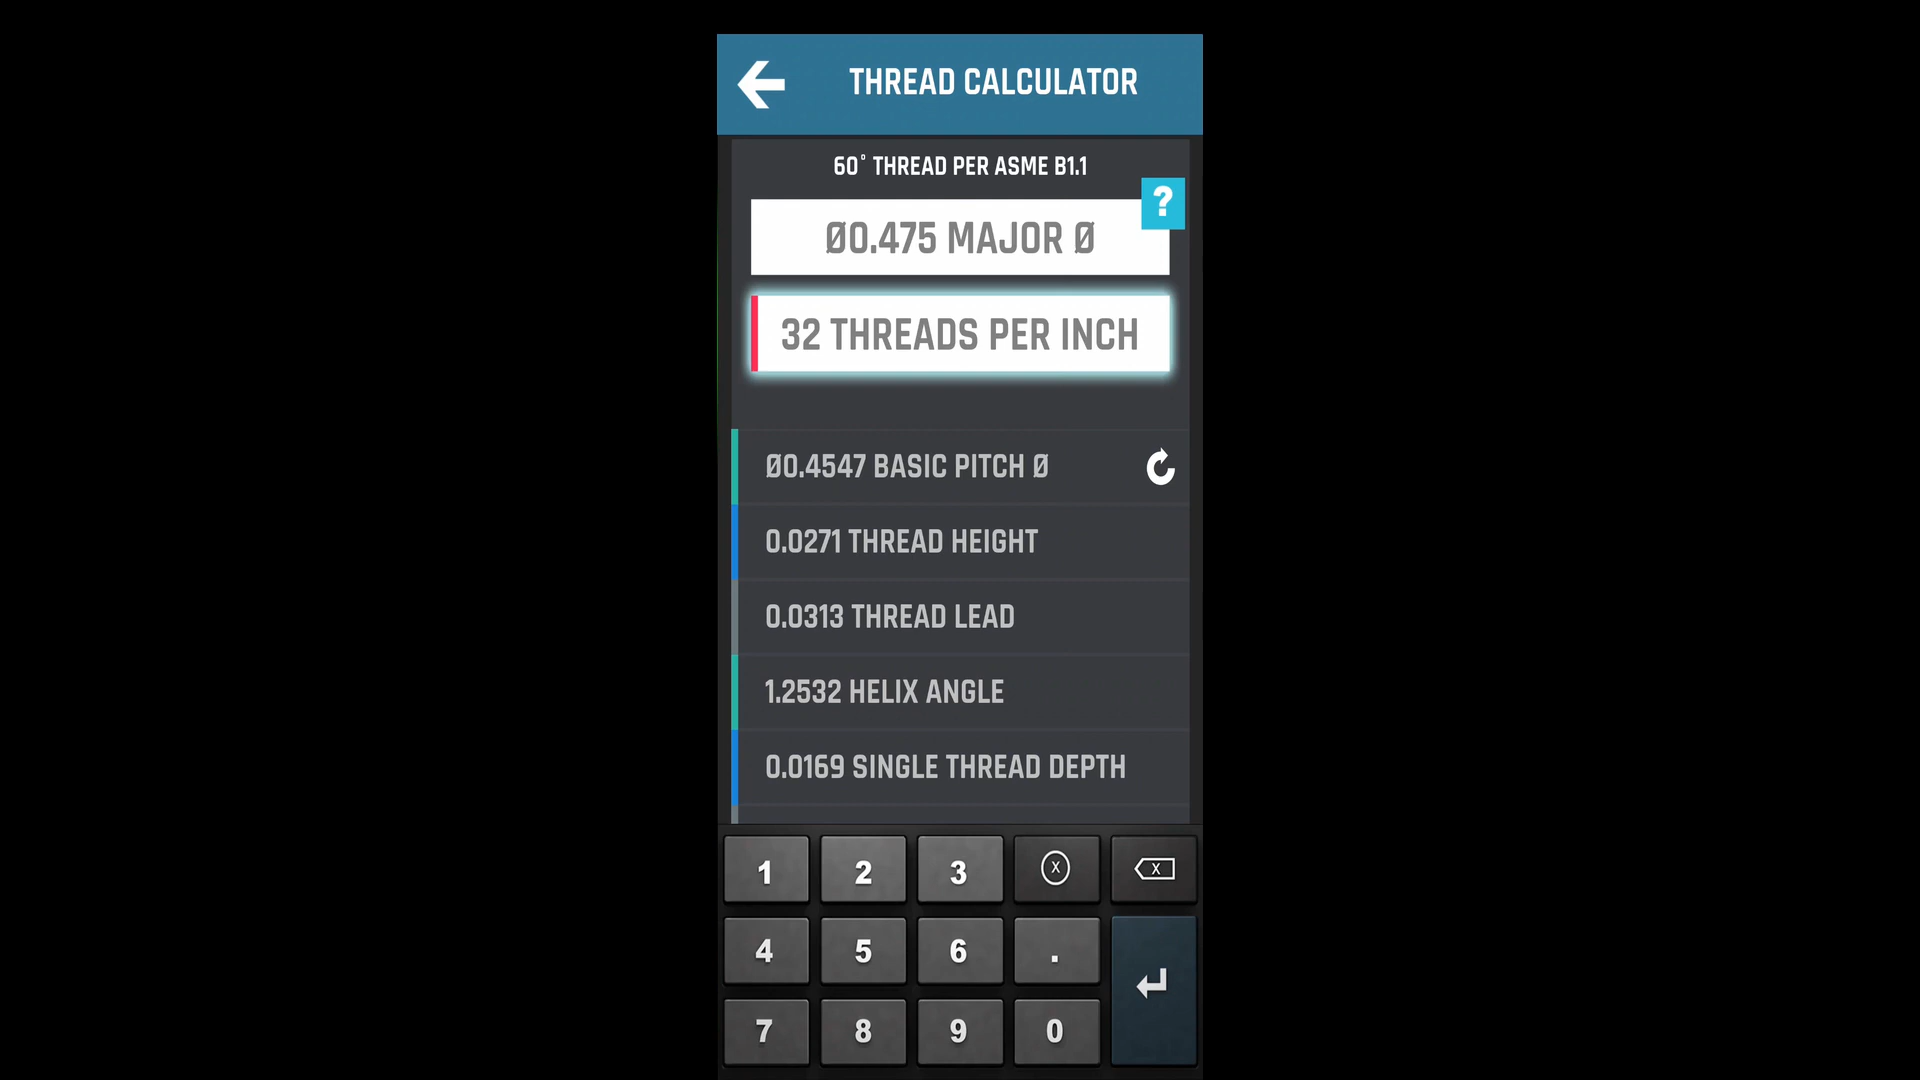 THREAD CALCULATOR
60° THREAD PER ASME B1.1
?
Ø0.475 MAJOR Ø
32 THREADS PER INCH
Ø0.4547 BASIC PITCH Ø
0.0271 THREAD HEIGHT
0.0313 THREAD LEAD
1.2532 HELIX ANGLE
0.0169 SINGLE THREAD DEPTH
1 2 3 X X
4 5 6 .
7 8 9 0